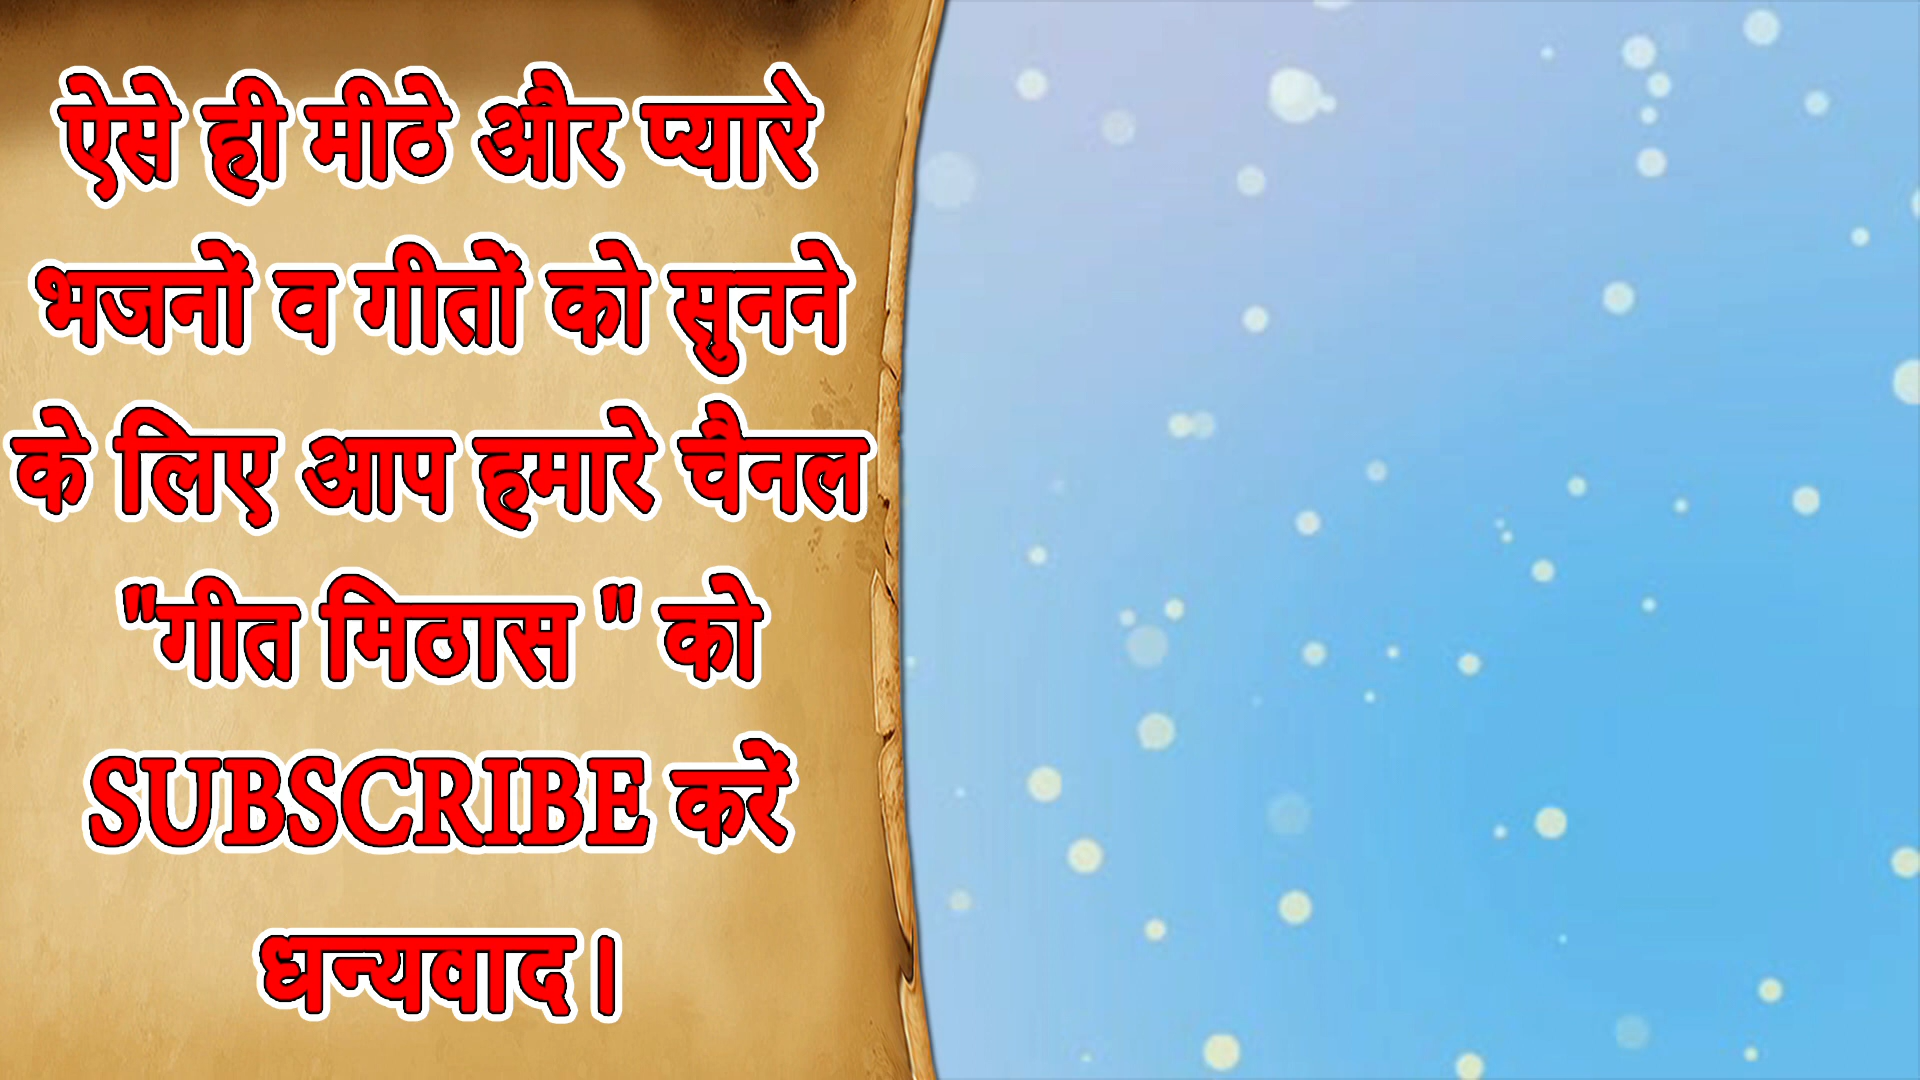 ऐसे ही मीठे और प्यारे
भजनों व गीतों को सुनने
के लिए आप हमारे चैनल
"गीत मिठास " को
SUBSCRIBE करें
धन्यवाद।